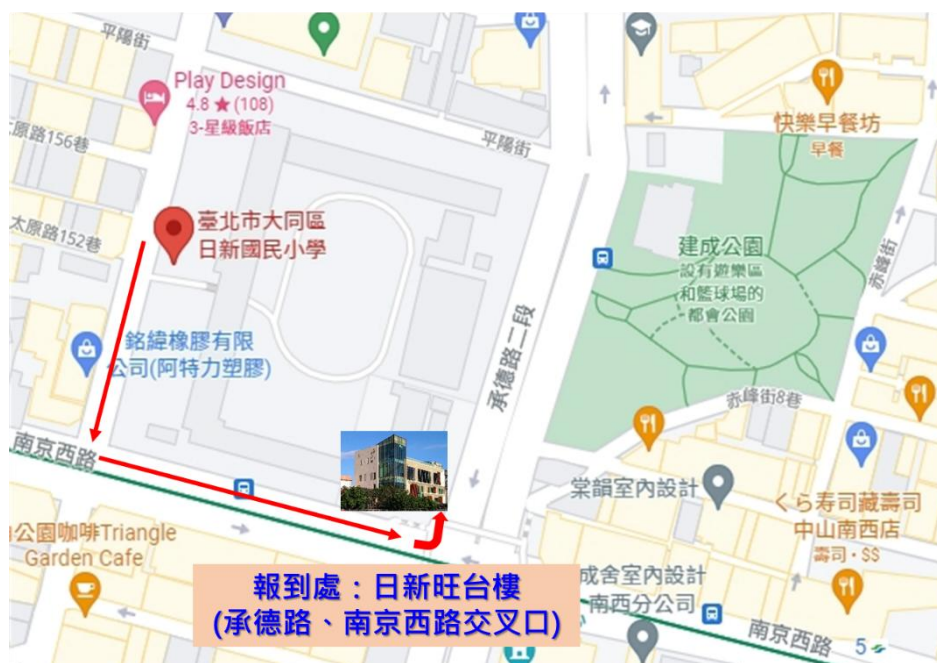 平陽街
Play Design
4.8 ★ (108)
3-星級飯店
原路156巷
平陽街
快樂早餐坊
早餐
臺北市大同區
日新國民小學
太原路152巷
建成公園
設有遊樂區
和籃球場的
都會公園
赤峰街
承德路二段
銘緯橡膠有限
公司(阿特力塑膠)
赤峰街8巷
南京西路
棠韻室內設計
くら寿司藏壽司
中山南西店
壽司·$$
公園咖啡Triangle
Garden Cafe
報到處：日新旺台樓
(承德路、南京西路交叉口)
成舍室內設計
南西分公司
南京西路
5